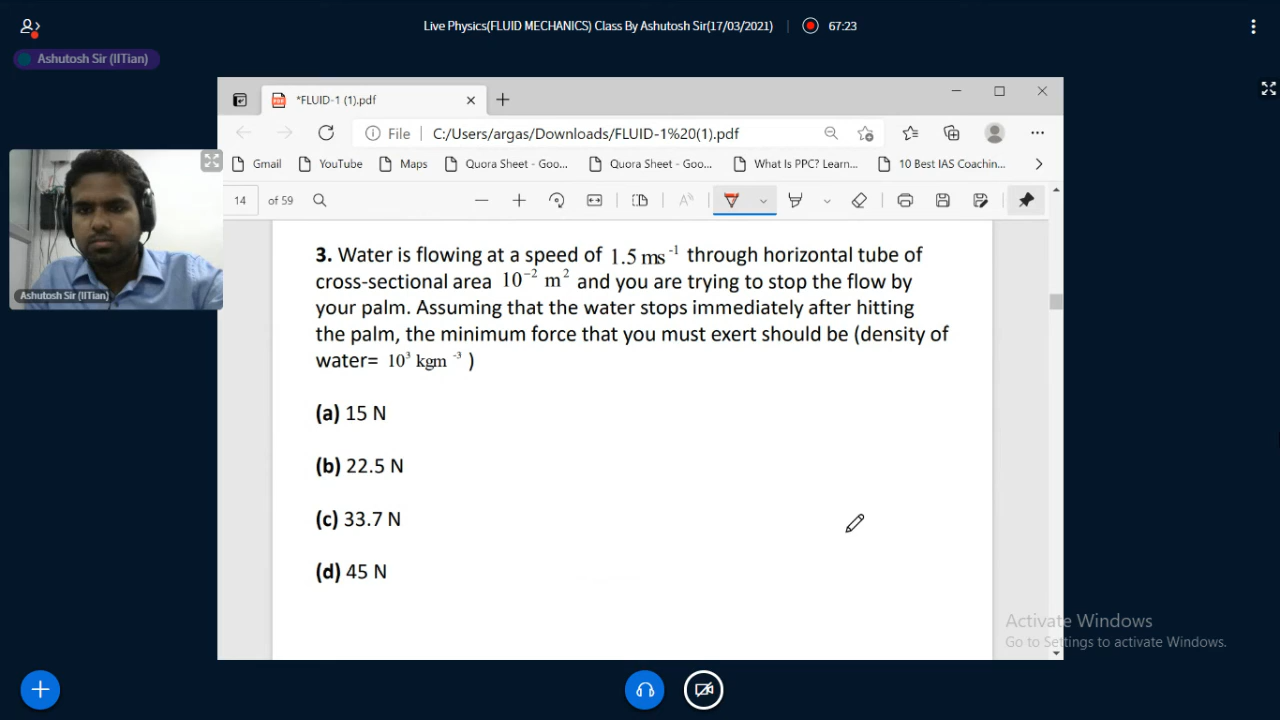 Live Physics(FLUID MECHANICS) Class By Ashutosh Sir(17/03/2021)
67:23
Ashutosh Sir (IITian)
*FLUID-1 (1).pdf
File
C:/Users/argas/Downloads/FLUID-1%20(1).pdf
Gmail
YouTube
Maps
Quora Sheet - Goo...
Quora Sheet - Goo...
What Is PPC? Learn...
10 Best IAS Coachin...
14 of 59
Ashutosh Sir (IITian)
3. Water is flowing at a speed of 1.5 ms⁻¹ through horizontal tube of
cross-sectional area 10⁻² m² and you are trying to stop the flow by
your palm. Assuming that the water stops immediately after hitting
the palm, the minimum force that you must exert should be (density of
water= 10³ kgm⁻³ )
(a) 15 N
(b) 22.5 N
(c) 33.7 N
(d) 45 N
Activate Windows
Go to Settings to activate Windows.